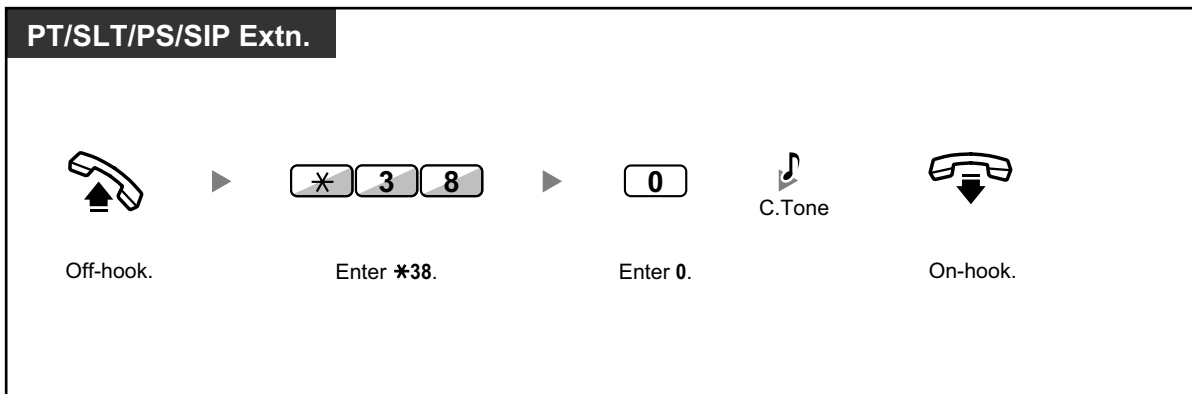 PT/SLT/PS/SIP Extn.
* 3 8 0
C.Tone
Off-hook. Enter *38. Enter 0. On-hook.